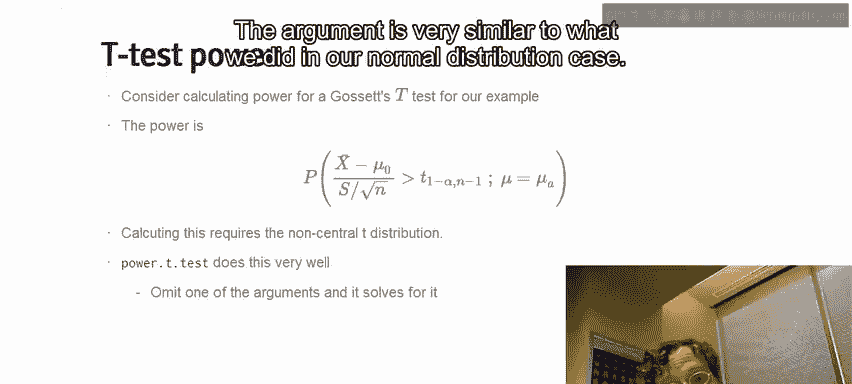 The argument is very similar to what
we did in our normal distribution case.
T-test power
· Consider calculating power for a Gossett's T test for our example
· The power is
P( (X̄ − μ₀) / (S/√n) > t₁₋α,ₙ₋₁ ; μ = μₐ )
· Calcuting this requires the non-central t distribution.
· power.t.test does this very well
- Omit one of the arguments and it solves for it